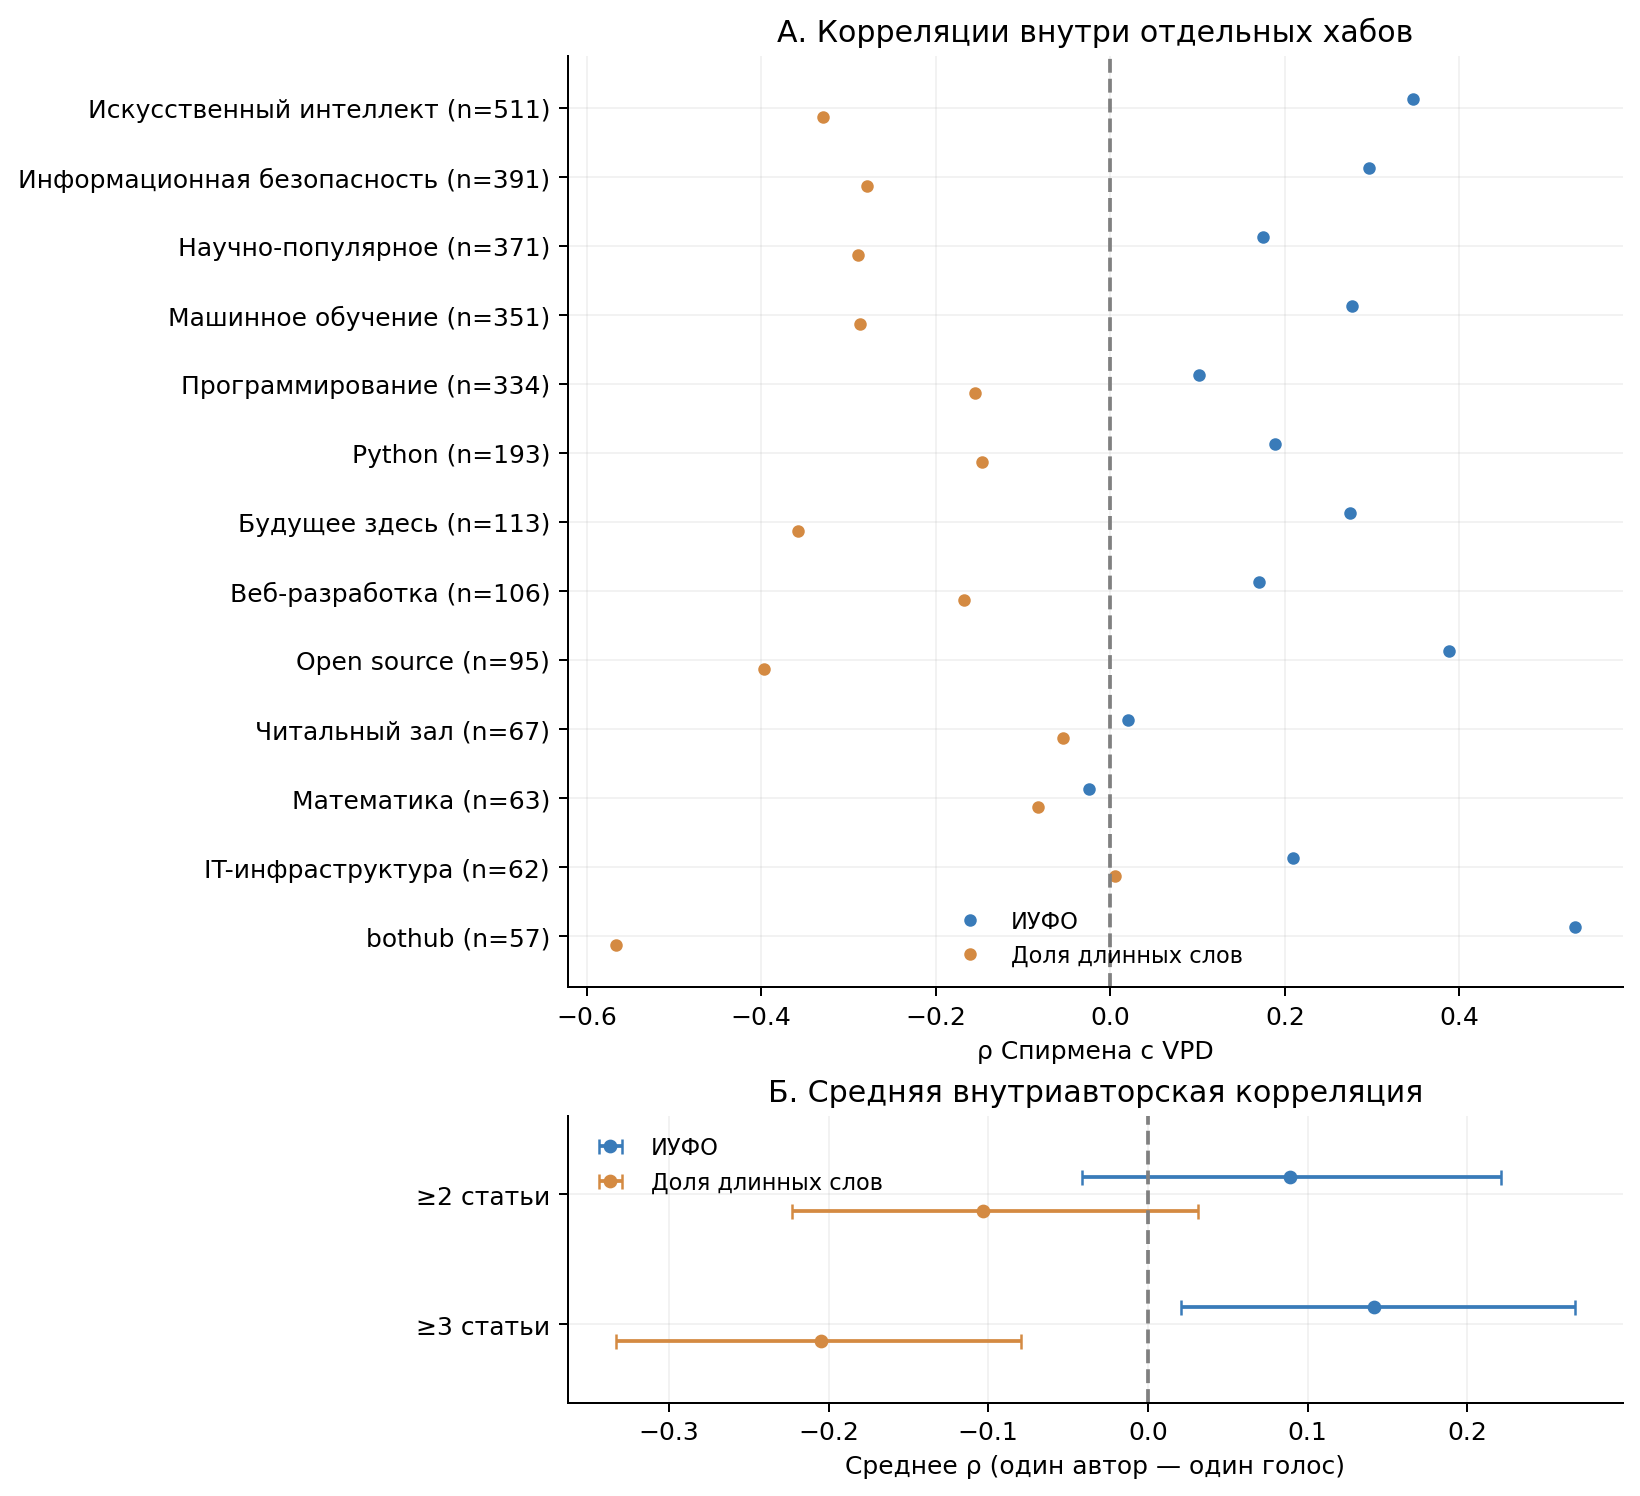 А. Корреляции внутри отдельных хабов
Искусственный интеллект (n=511)
Информационная безопасность (n=391)
Научно-популярное (n=371)
Машинное обучение (n=351)
Программирование (n=334)
Python (n=193)
Будущее здесь (n=113)
Веб-разработка (n=106)
Open source (n=95)
Читальный зал (n=67)
Математика (n=63)
IT-инфраструктура (n=62)
bothub (n=57)
ИУФО
Доля длинных слов
−0.6 −0.4 −0.2 0.0 0.2 0.4
ρ Спирмена с VPD
Б. Средняя внутриавторская корреляция
ИУФО
Доля длинных слов
≥2 статьи
≥3 статьи
−0.3 −0.2 −0.1 0.0 0.1 0.2
Среднее ρ (один автор — один голос)